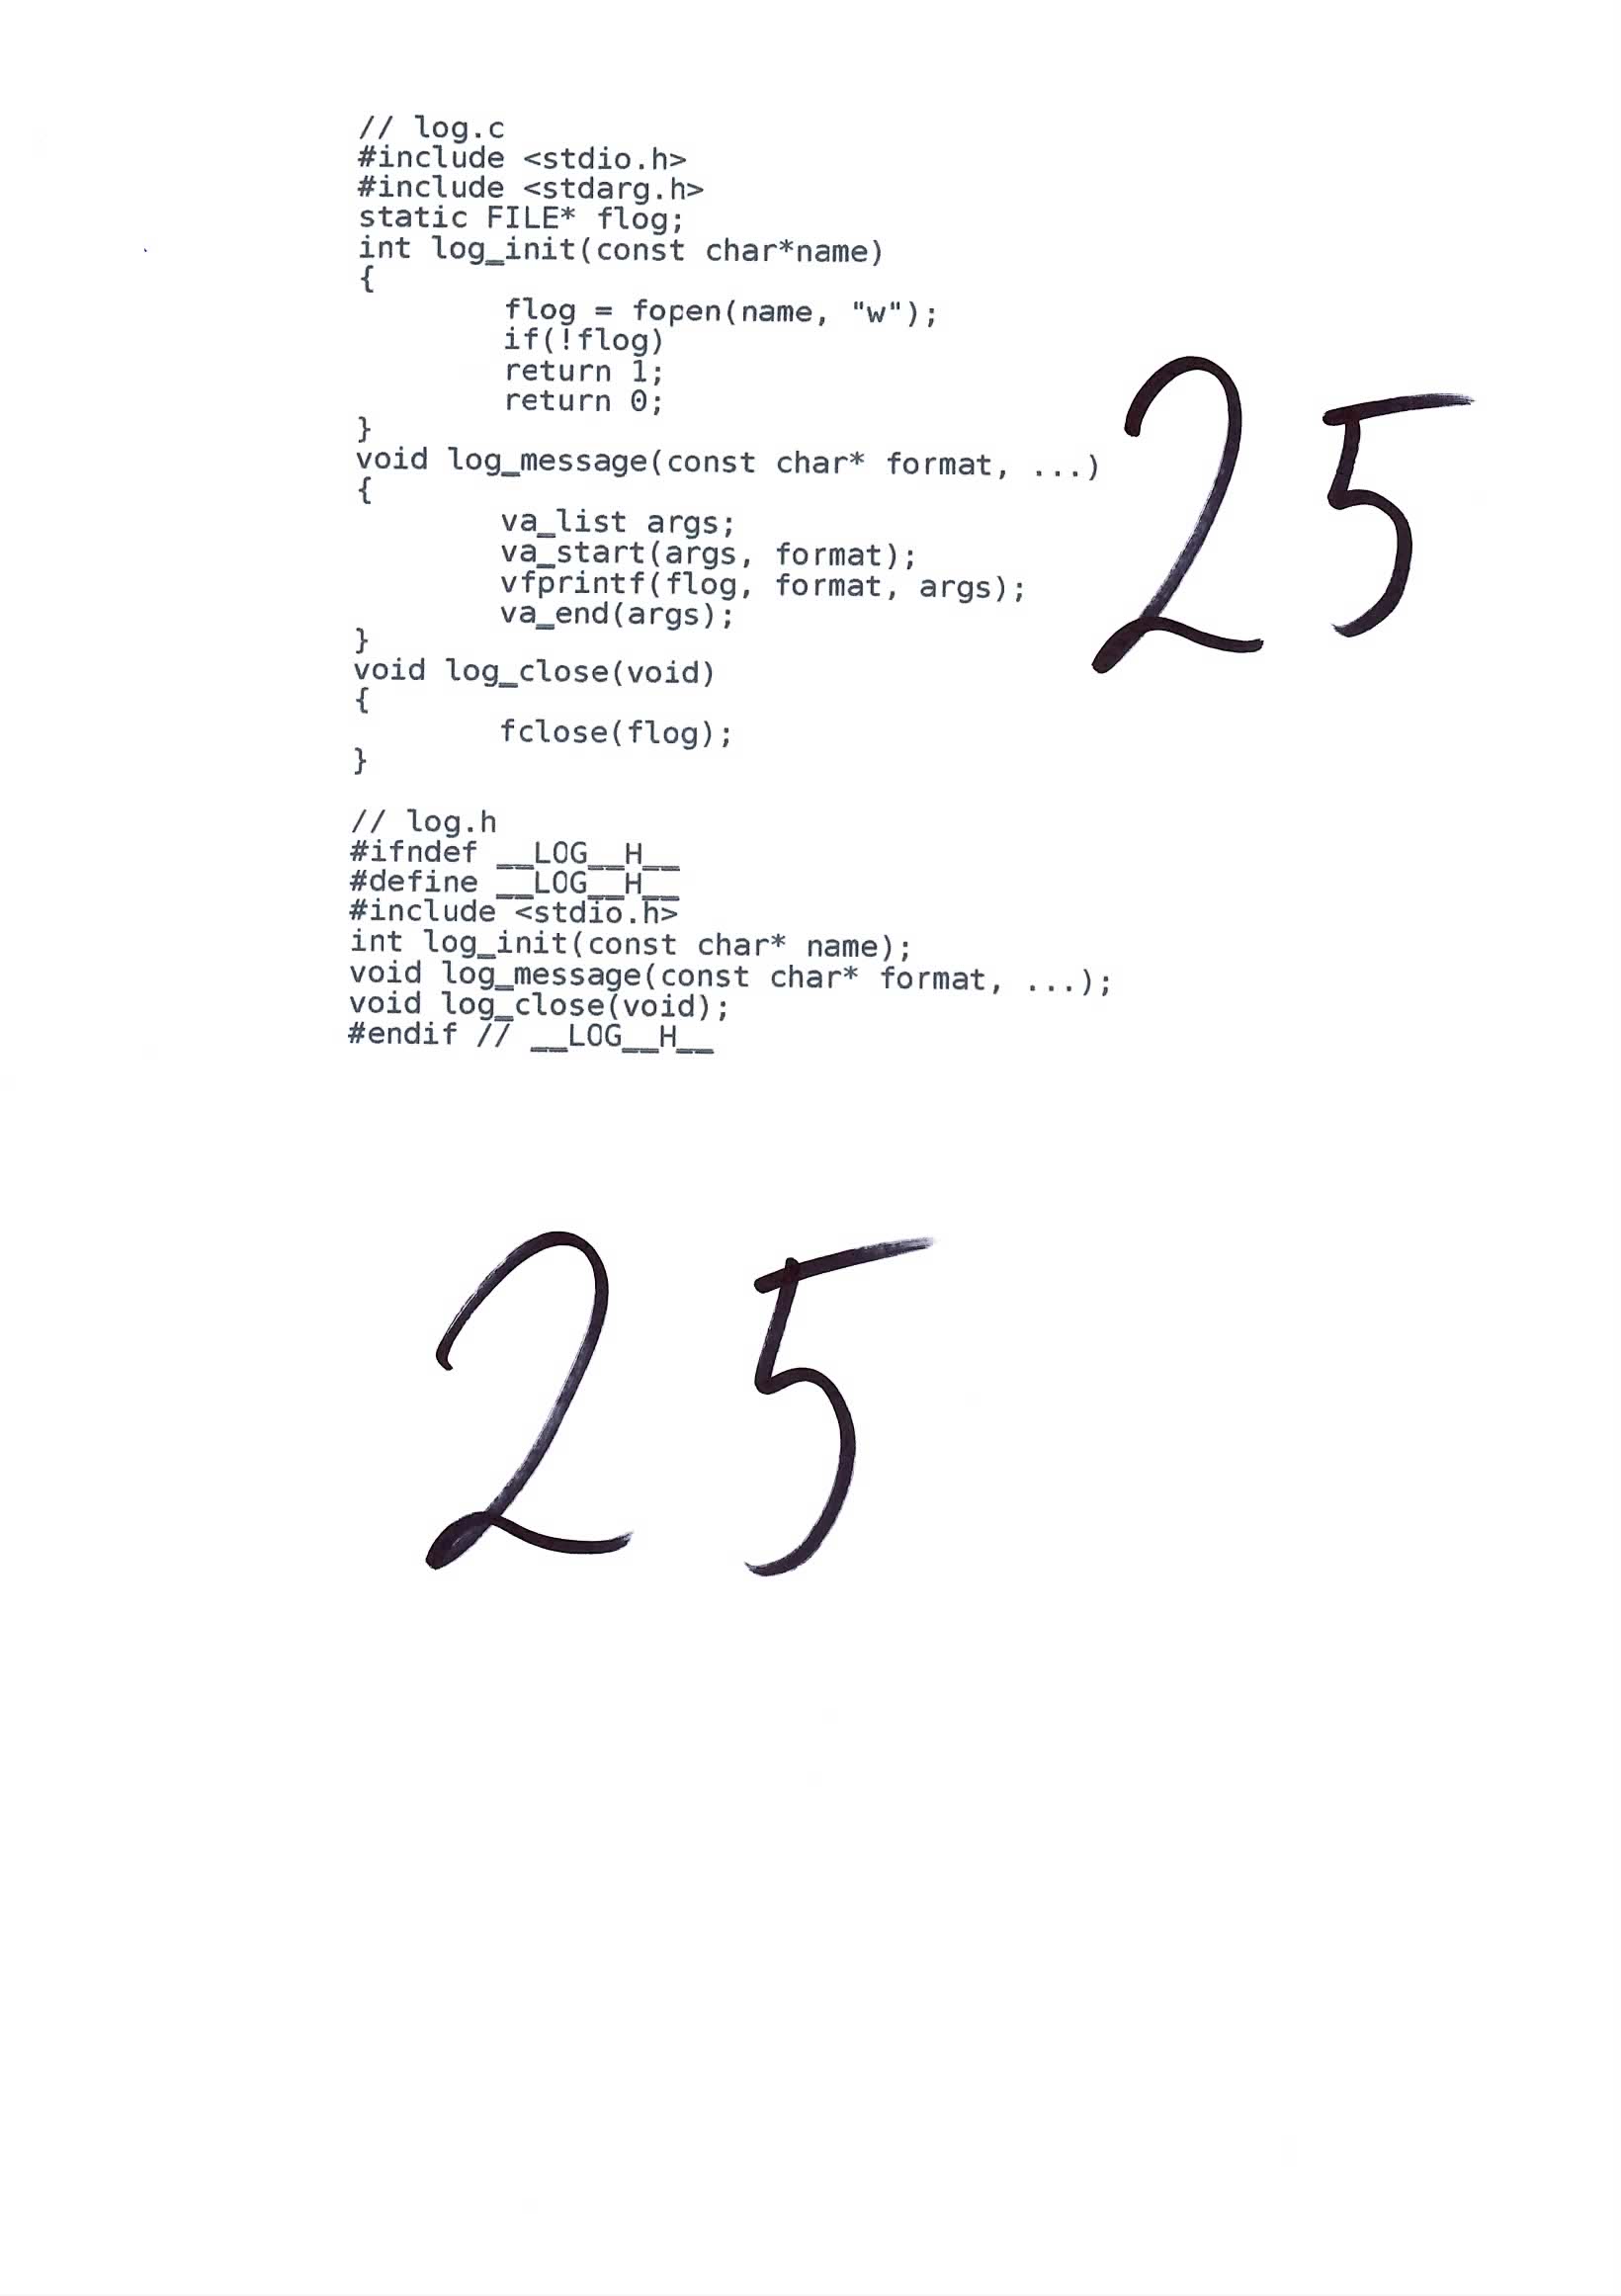 // log.c
#include <stdio.h>
#include <stdarg.h>
static FILE* flog;
int log_init(const char*name)
{
        flog = fopen(name, "w");
        if(!flog)
        return 1;
        return 0;
}
void log_message(const char* format, ...)
{
        va_list args;
        va_start(args, format);
        vfprintf(flog, format, args);
        va_end(args);
}
void log_close(void)
{
        fclose(flog);
}
25

// log.h
#ifndef __LOG__H__
#define __LOG__H__
#include <stdio.h>
int log_init(const char* name);
void log_message(const char* format, ...);
void log_close(void);
#endif // __LOG__H__
25